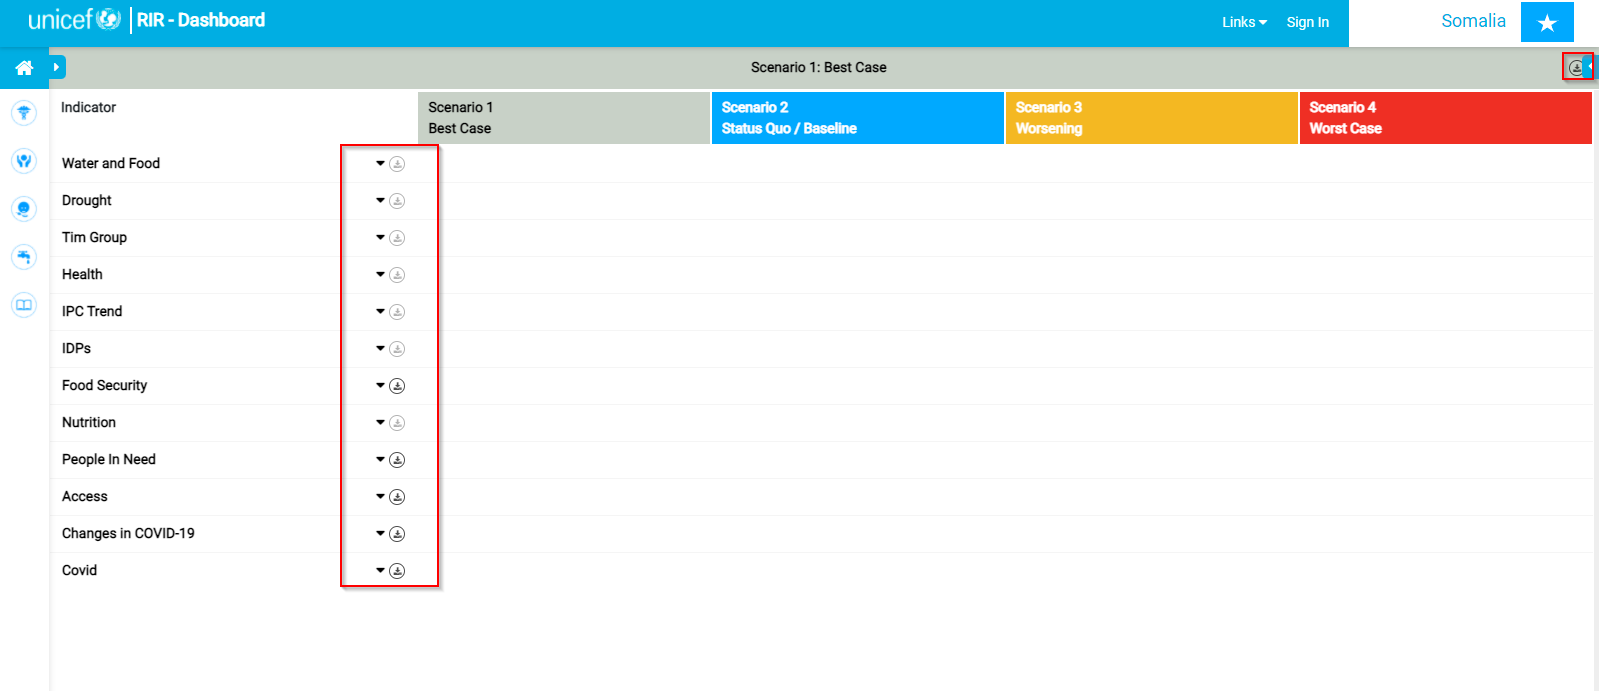 unicef RIR - Dashboard
Links Sign In Somalia
Scenario 1: Best Case
Indicator
Scenario 1
Best Case
Scenario 2
Status Quo / Baseline
Scenario 3
Worsening
Scenario 4
Worst Case
Water and Food
Drought
Tim Group
Health
IPC Trend
IDPs
Food Security
Nutrition
People In Need
Access
Changes in COVID-19
Covid